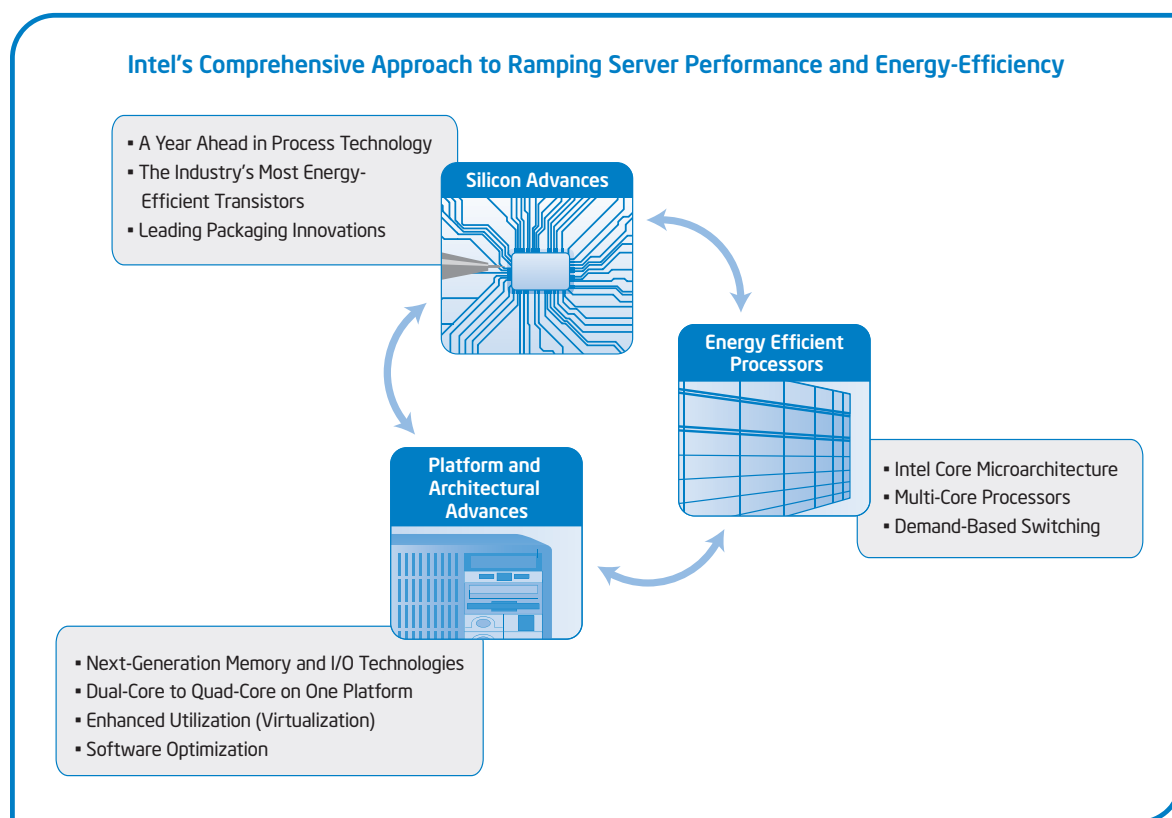 Intel's Comprehensive Approach to Ramping Server Performance and Energy-Efficiency
▪ A Year Ahead in Process Technology
▪ The Industry's Most Energy-
Efficient Transistors
▪ Leading Packaging Innovations
Silicon Advances
Energy Efficient
Processors
▪ Intel Core Microarchitecture
▪ Multi-Core Processors
▪ Demand-Based Switching
Platform and
Architectural
Advances
▪ Next-Generation Memory and I/O Technologies
▪ Dual-Core to Quad-Core on One Platform
▪ Enhanced Utilization (Virtualization)
▪ Software Optimization